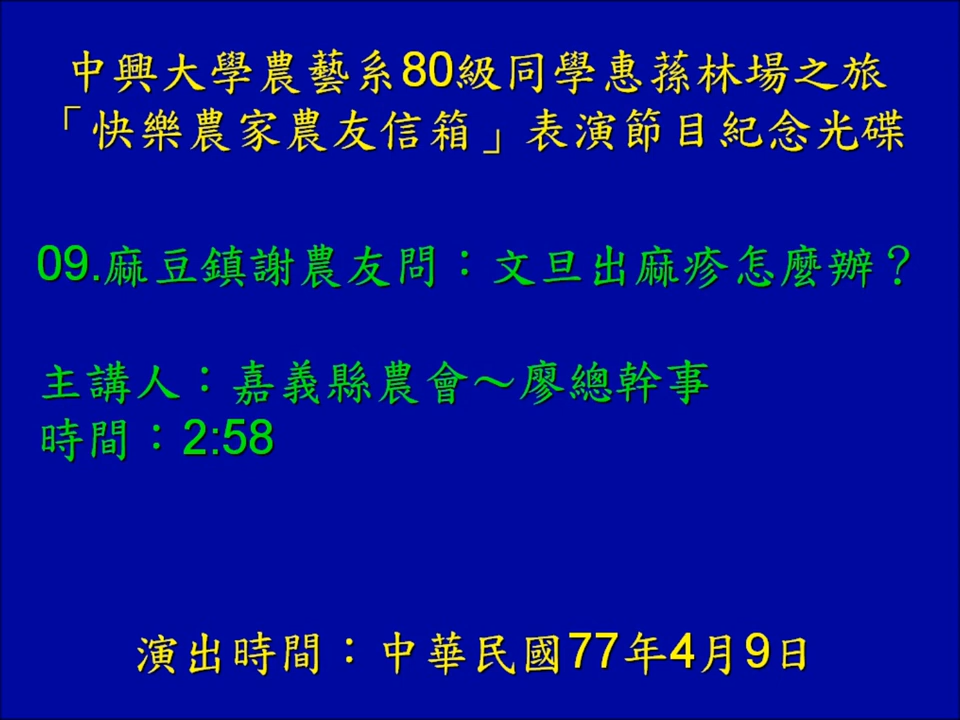 中興大學農藝系80級同學惠蓀林場之旅
「快樂農家農友信箱」表演節目紀念光碟
09.麻豆鎮謝農友問：文旦出麻疹怎麼辦？
主講人：嘉義縣農會～廖總幹事
時間：2:58
演出時間：中華民國77年4月9日